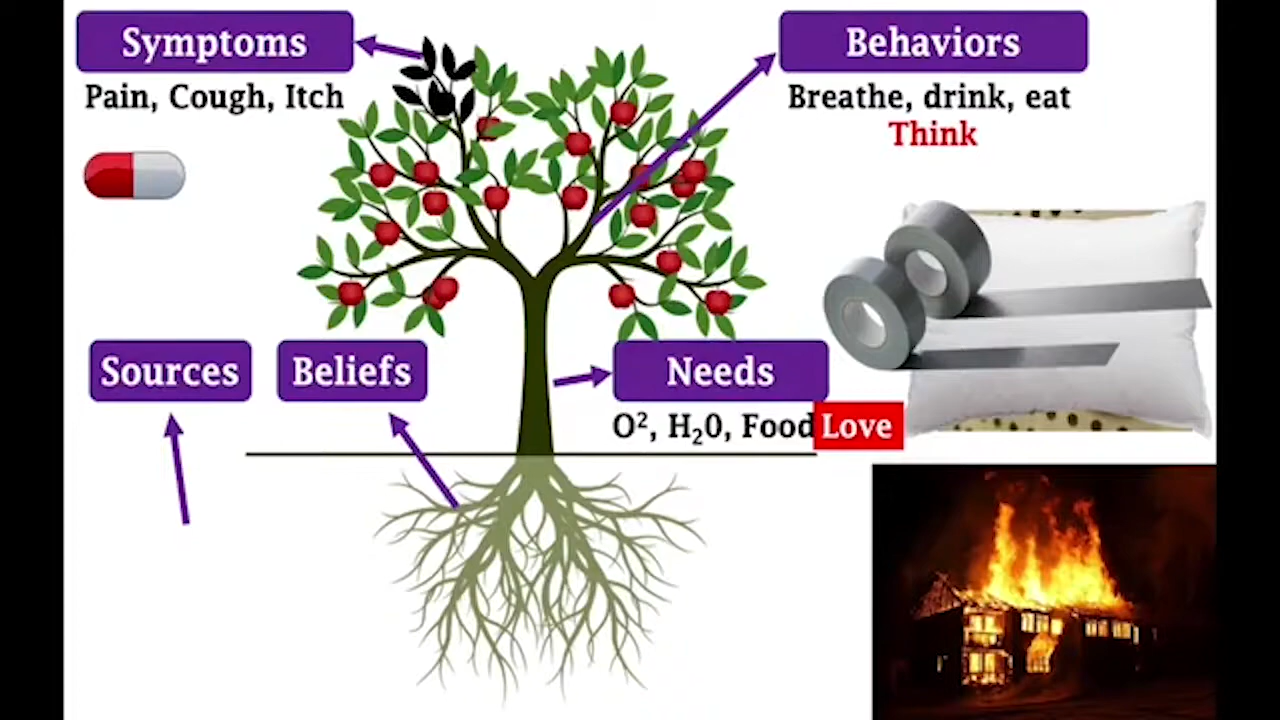 Symptoms
Pain, Cough, Itch
Behaviors
Breathe, drink, eat
Think
Sources
Beliefs
Needs
O², H₂0, Food
Love